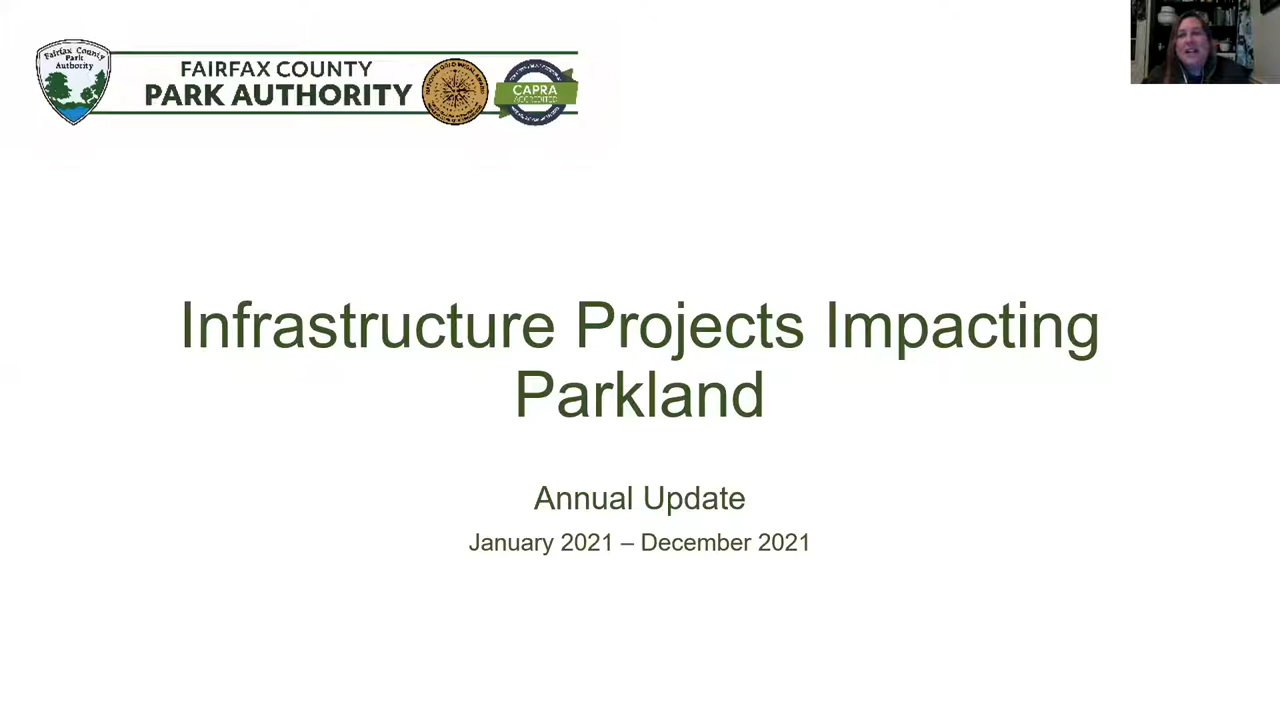 Fairfax County
Park
Authority
FAIRFAX COUNTY
PARK AUTHORITY
CAPRA
ACCREDITED
Infrastructure Projects Impacting
Parkland
Annual Update
January 2021 – December 2021